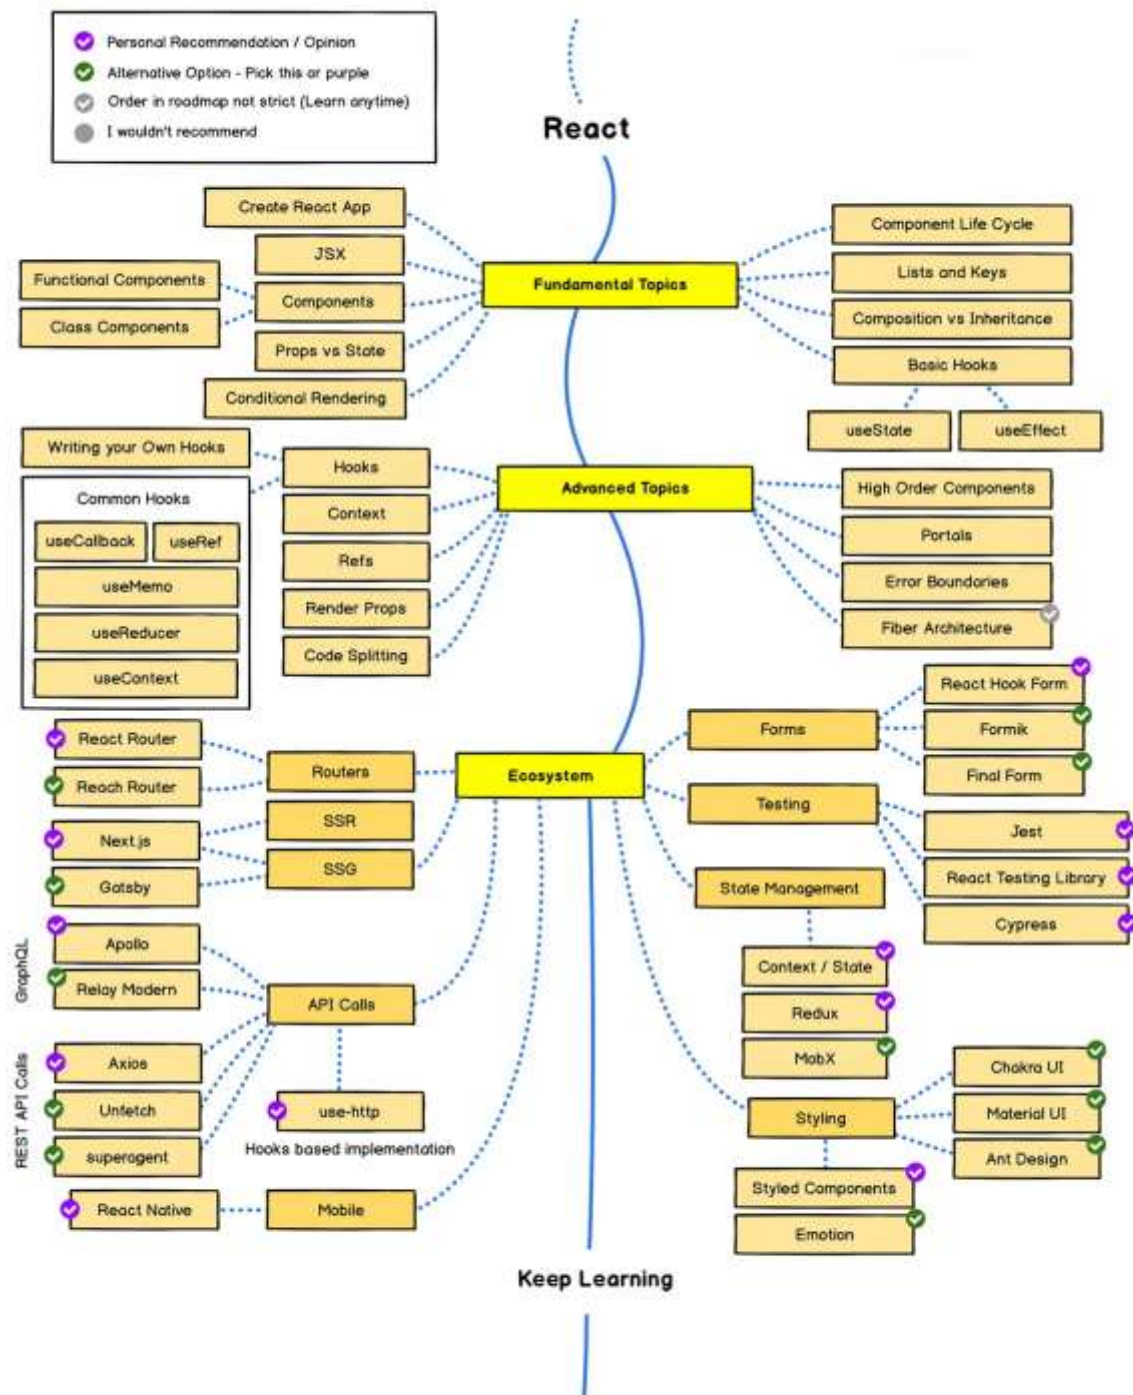 Personal Recommendation / Opinion
Alternative Option - Pick this or purple
Order in roadmap not strict (Learn anytime)
I wouldn't recommend
React
Create React App
JSX
Functional Components
Components
Class Components
Props vs State
Conditional Rendering
Fundamental Topics
Component Life Cycle
Lists and Keys
Composition vs Inheritance
Basic Hooks
useState
useEffect
Writing your Own Hooks
Hooks
Common Hooks
useCallback
useRef
useMemo
useReducer
useContext
Context
Refs
Render Props
Code Splitting
Advanced Topics
High Order Components
Portals
Error Boundaries
Fiber Architecture
React Router
Reach Router
Routers
Next.js
Gatsby
SSR
SSG
Ecosystem
GraphQL
Apollo
Relay Modern
API Calls
REST API Calls
Axios
Unfetch
superagent
use-http
Hooks based implementation
React Native
Mobile
Forms
React Hook Form
Formik
Final Form
Testing
Jest
React Testing Library
Cypress
State Management
Context / State
Redux
MobX
Styling
Chakra UI
Material UI
Ant Design
Styled Components
Emotion
Keep Learning